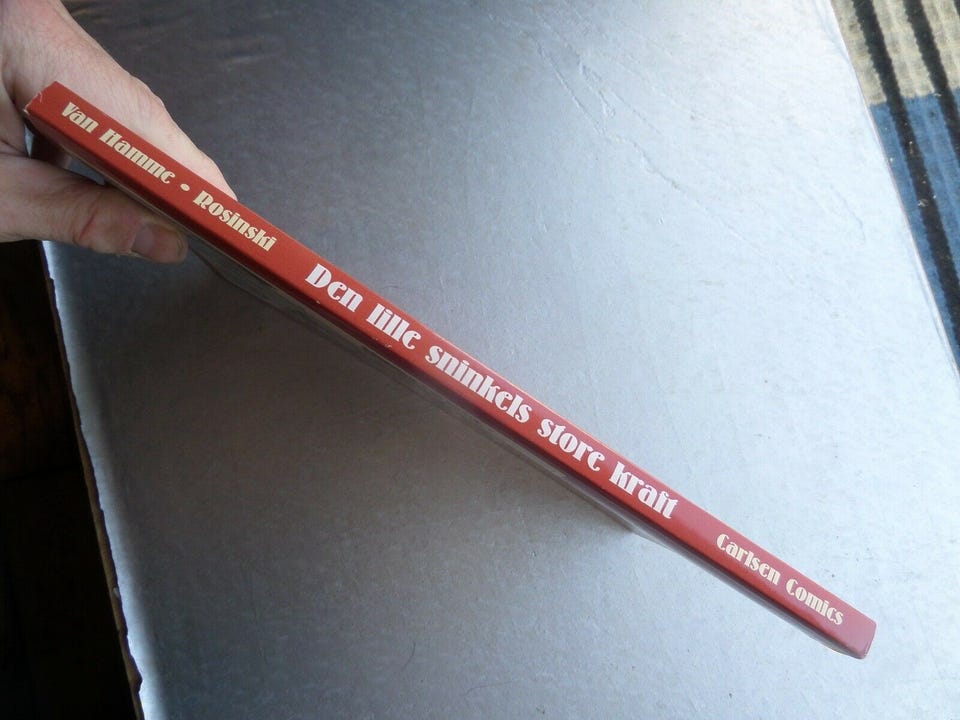 Van Hamme • Rosinski Den lille sninkels store kraft Carlsen Comics